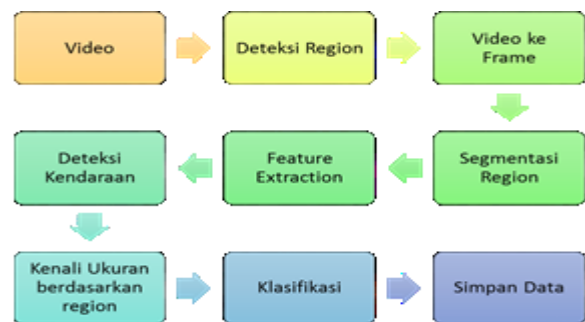 Video
Deteksi Region
Video ke
Frame
Segmentasi
Region
Feature
Extraction
Deteksi
Kendaraan
Kenali Ukuran
berdasarkan
region
Klasifikasi
Simpan Data